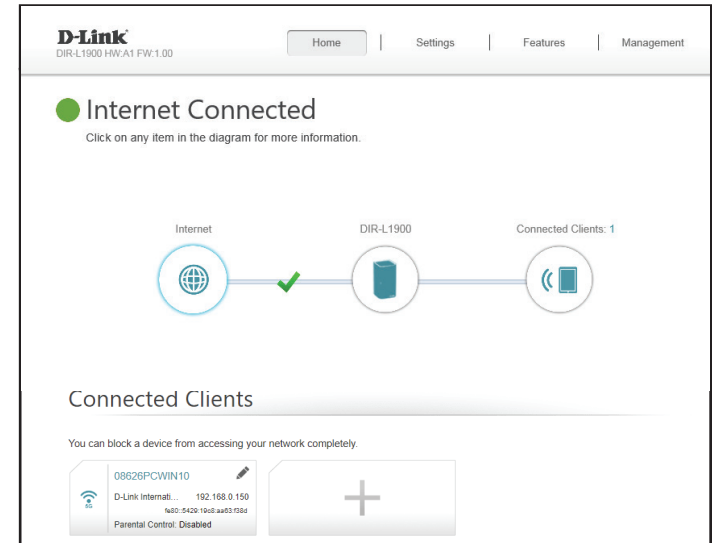 D-Link
DIR-L1900 HW:A1 FW:1.00
Home Settings Features Management
Internet Connected
Click on any item in the diagram for more information.
Internet DIR-L1900 Connected Clients: 1
Connected Clients
You can block a device from accessing your network completely.
08626PCWIN10
D-Link Internati... 192.168.0.150
fe80::5429:19c8:aa63:f38d
Parental Control: Disabled